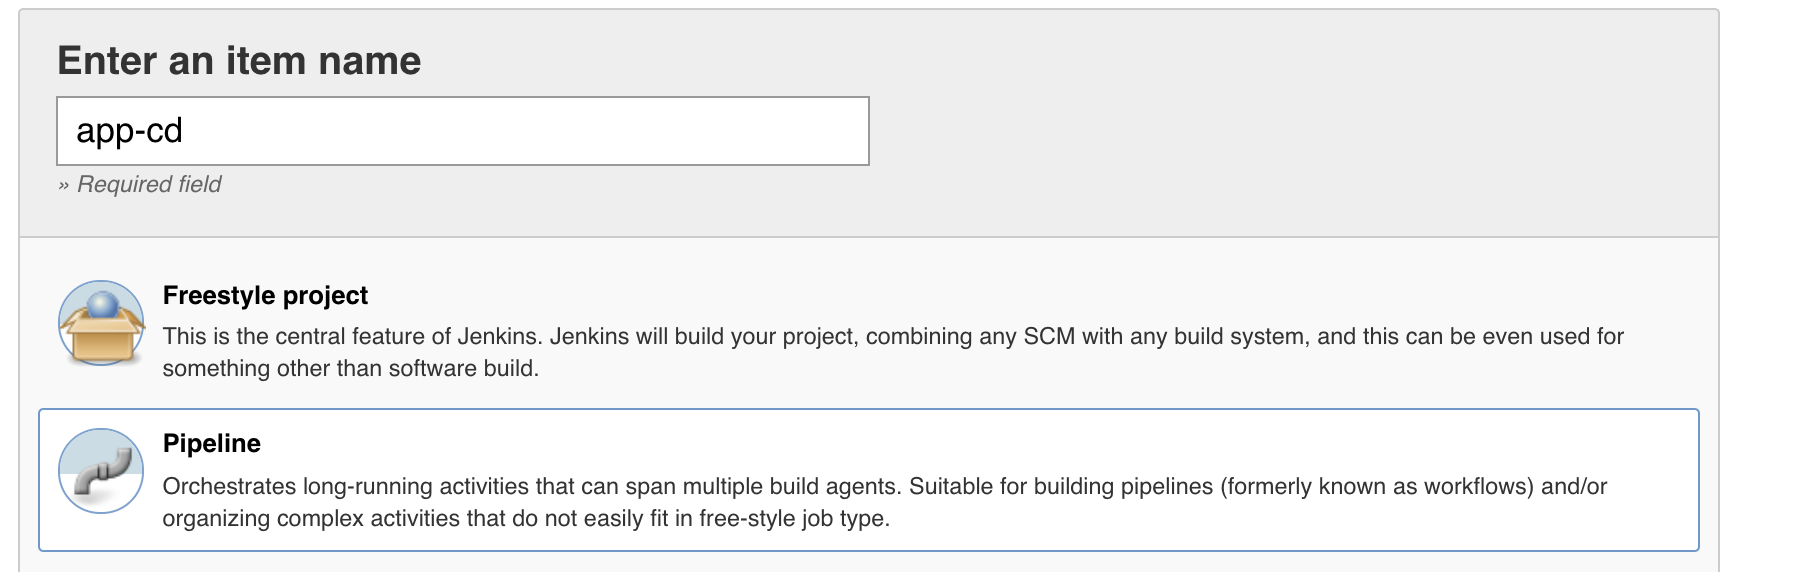 Enter an item name
app-cd
» Required field
Freestyle project
This is the central feature of Jenkins. Jenkins will build your project, combining any SCM with any build system, and this can be even used for
something other than software build.
Pipeline
Orchestrates long-running activities that can span multiple build agents. Suitable for building pipelines (formerly known as workflows) and/or
organizing complex activities that do not easily fit in free-style job type.